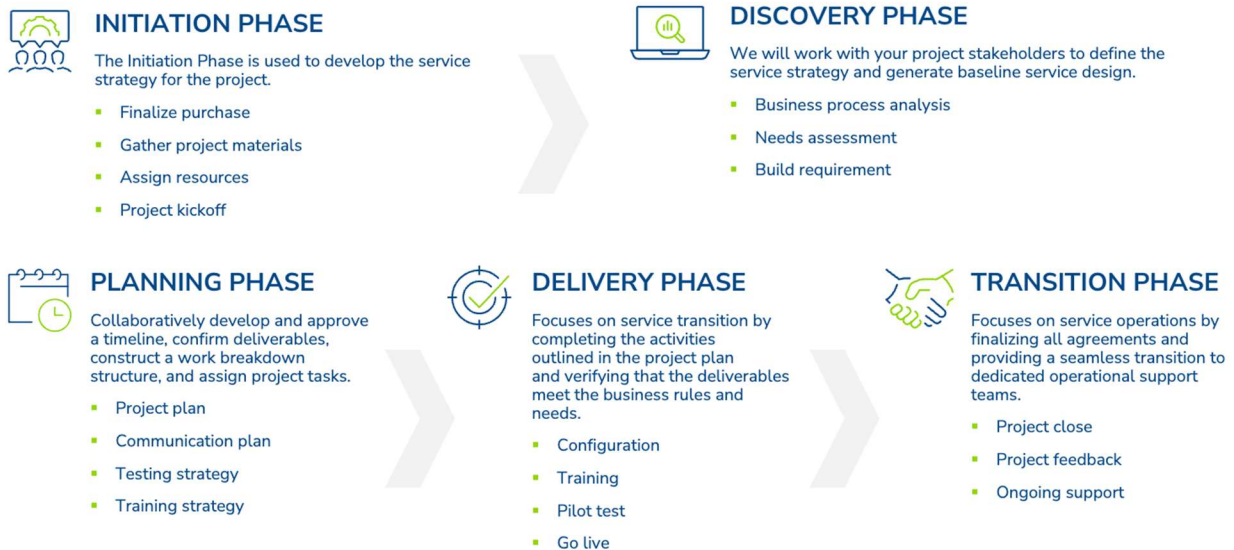 INITIATION PHASE
The Initiation Phase is used to develop the service
strategy for the project.
▪ Finalize purchase
▪ Gather project materials
▪ Assign resources
▪ Project kickoff
DISCOVERY PHASE
We will work with your project stakeholders to define the
service strategy and generate baseline service design.
▪ Business process analysis
▪ Needs assessment
▪ Build requirement
PLANNING PHASE
Collaboratively develop and approve
a timeline, confirm deliverables,
construct a work breakdown
structure, and assign project tasks.
▪ Project plan
▪ Communication plan
▪ Testing strategy
▪ Training strategy
DELIVERY PHASE
Focuses on service transition by
completing the activities
outlined in the project plan
and verifying that the deliverables
meet the business rules and
needs.
▪ Configuration
▪ Training
▪ Pilot test
▪ Go live
TRANSITION PHASE
Focuses on service operations by
finalizing all agreements and
providing a seamless transition to
dedicated operational support
teams.
▪ Project close
▪ Project feedback
▪ Ongoing support